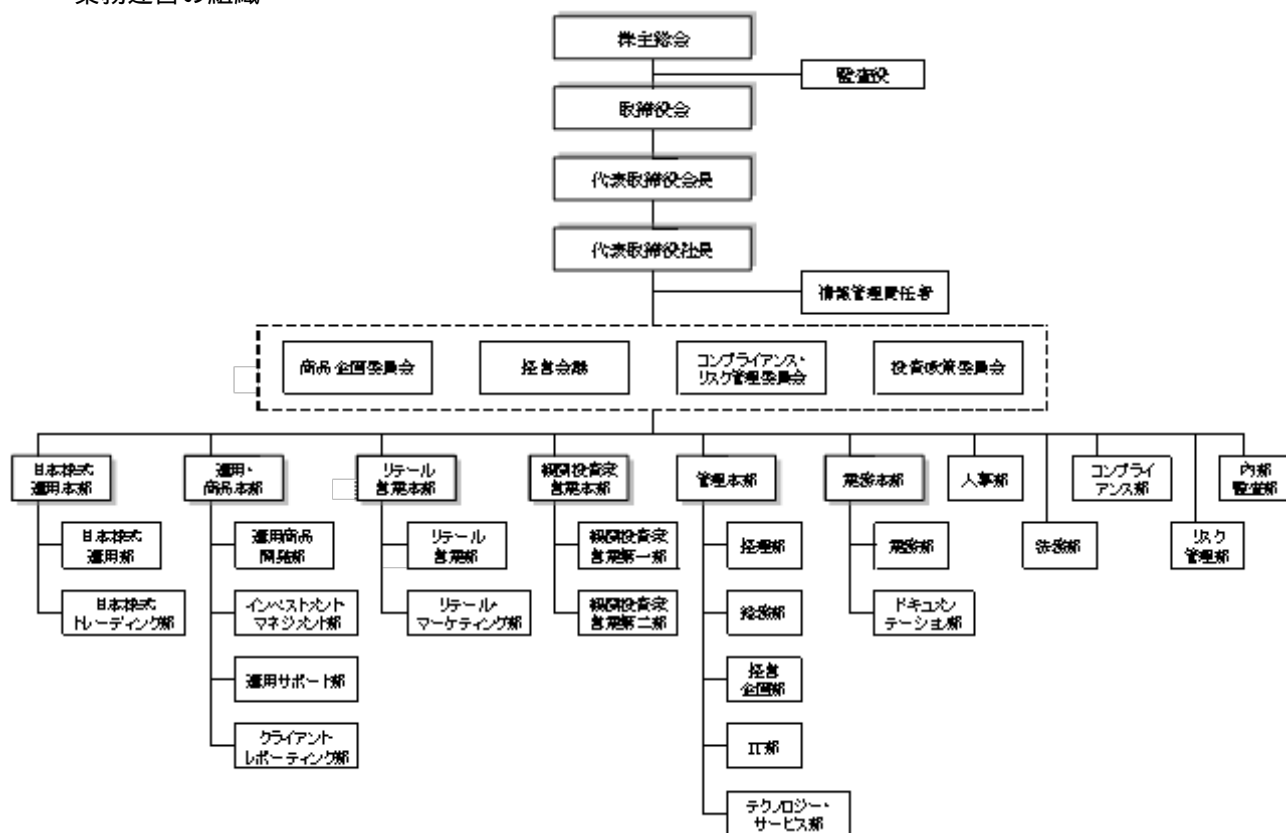 業務運営の組織
株主総会
監査役
取締役会
代表取締役会長
代表取締役社長
情報管理責任者
商品企画委員会
経営会議
コンプライアンス・
リスク管理委員会
投資政策委員会
日本株式
運用本部
運用・
商品本部
リテール
営業本部
機関投資家
営業本部
管理本部
業務本部
人事部
コンプライ
アンス部
内部
監査部
日本株式
運用部
運用商品
開発部
リテール
営業部
機関投資家
営業第一部
経理部
業務部
法務部
リスク
管理部
日本株式
トレーディング部
インベストメント
マネジメント部
リテール・
マーケティング部
機関投資家
営業第二部
総務部
ドキュメン
テーション部
運用サポート部
経営
企画部
クライアント
レポーティング部
IT部
テクノロジー・
サービス部